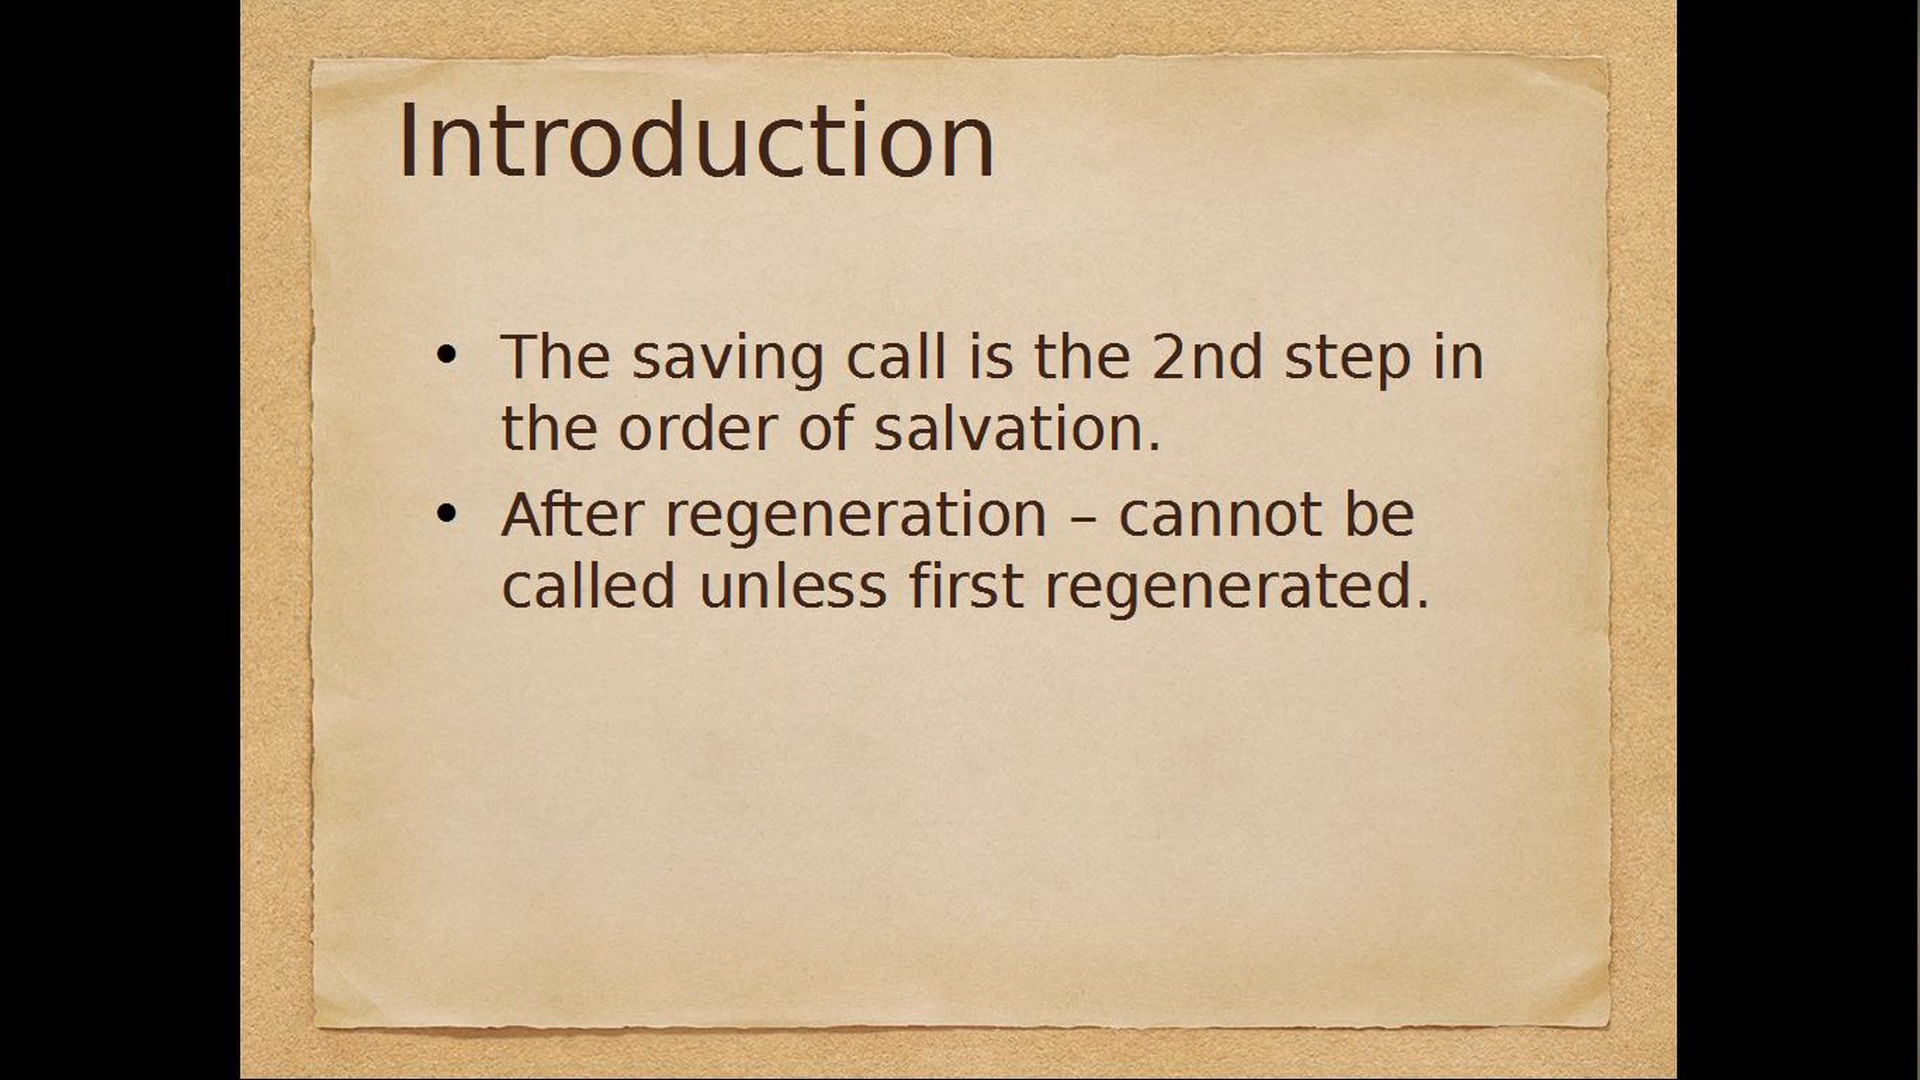 Introduction
• The saving call is the 2nd step in
the order of salvation.
• After regeneration – cannot be
called unless first regenerated.